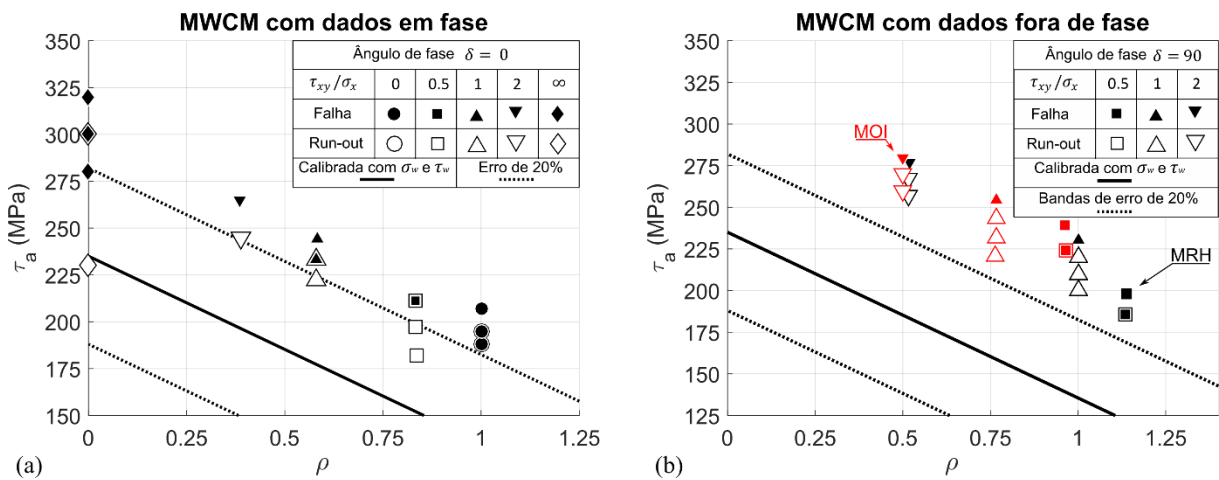 MWCM com dados em fase
Ângulo de fase δ = 0
τxy/σx 0 0.5 1 2 ∞
Falha
Run-out
Calibrada com σw e τw Erro de 20%
350
325
300
275
250
225
200
175
150
τa (MPa)
0 0.25 0.5 0.75 1 1.25
ρ
(a)
MWCM com dados fora de fase
Ângulo de fase δ = 90
τxy/σx 0.5 1 2
Falha
Run-out
Calibrada com σw e τw
Bandas de erro de 20%
MOI
MRH
350
325
300
275
250
225
200
175
150
125
τa (MPa)
0 0.25 0.5 0.75 1 1.25
ρ
(b)